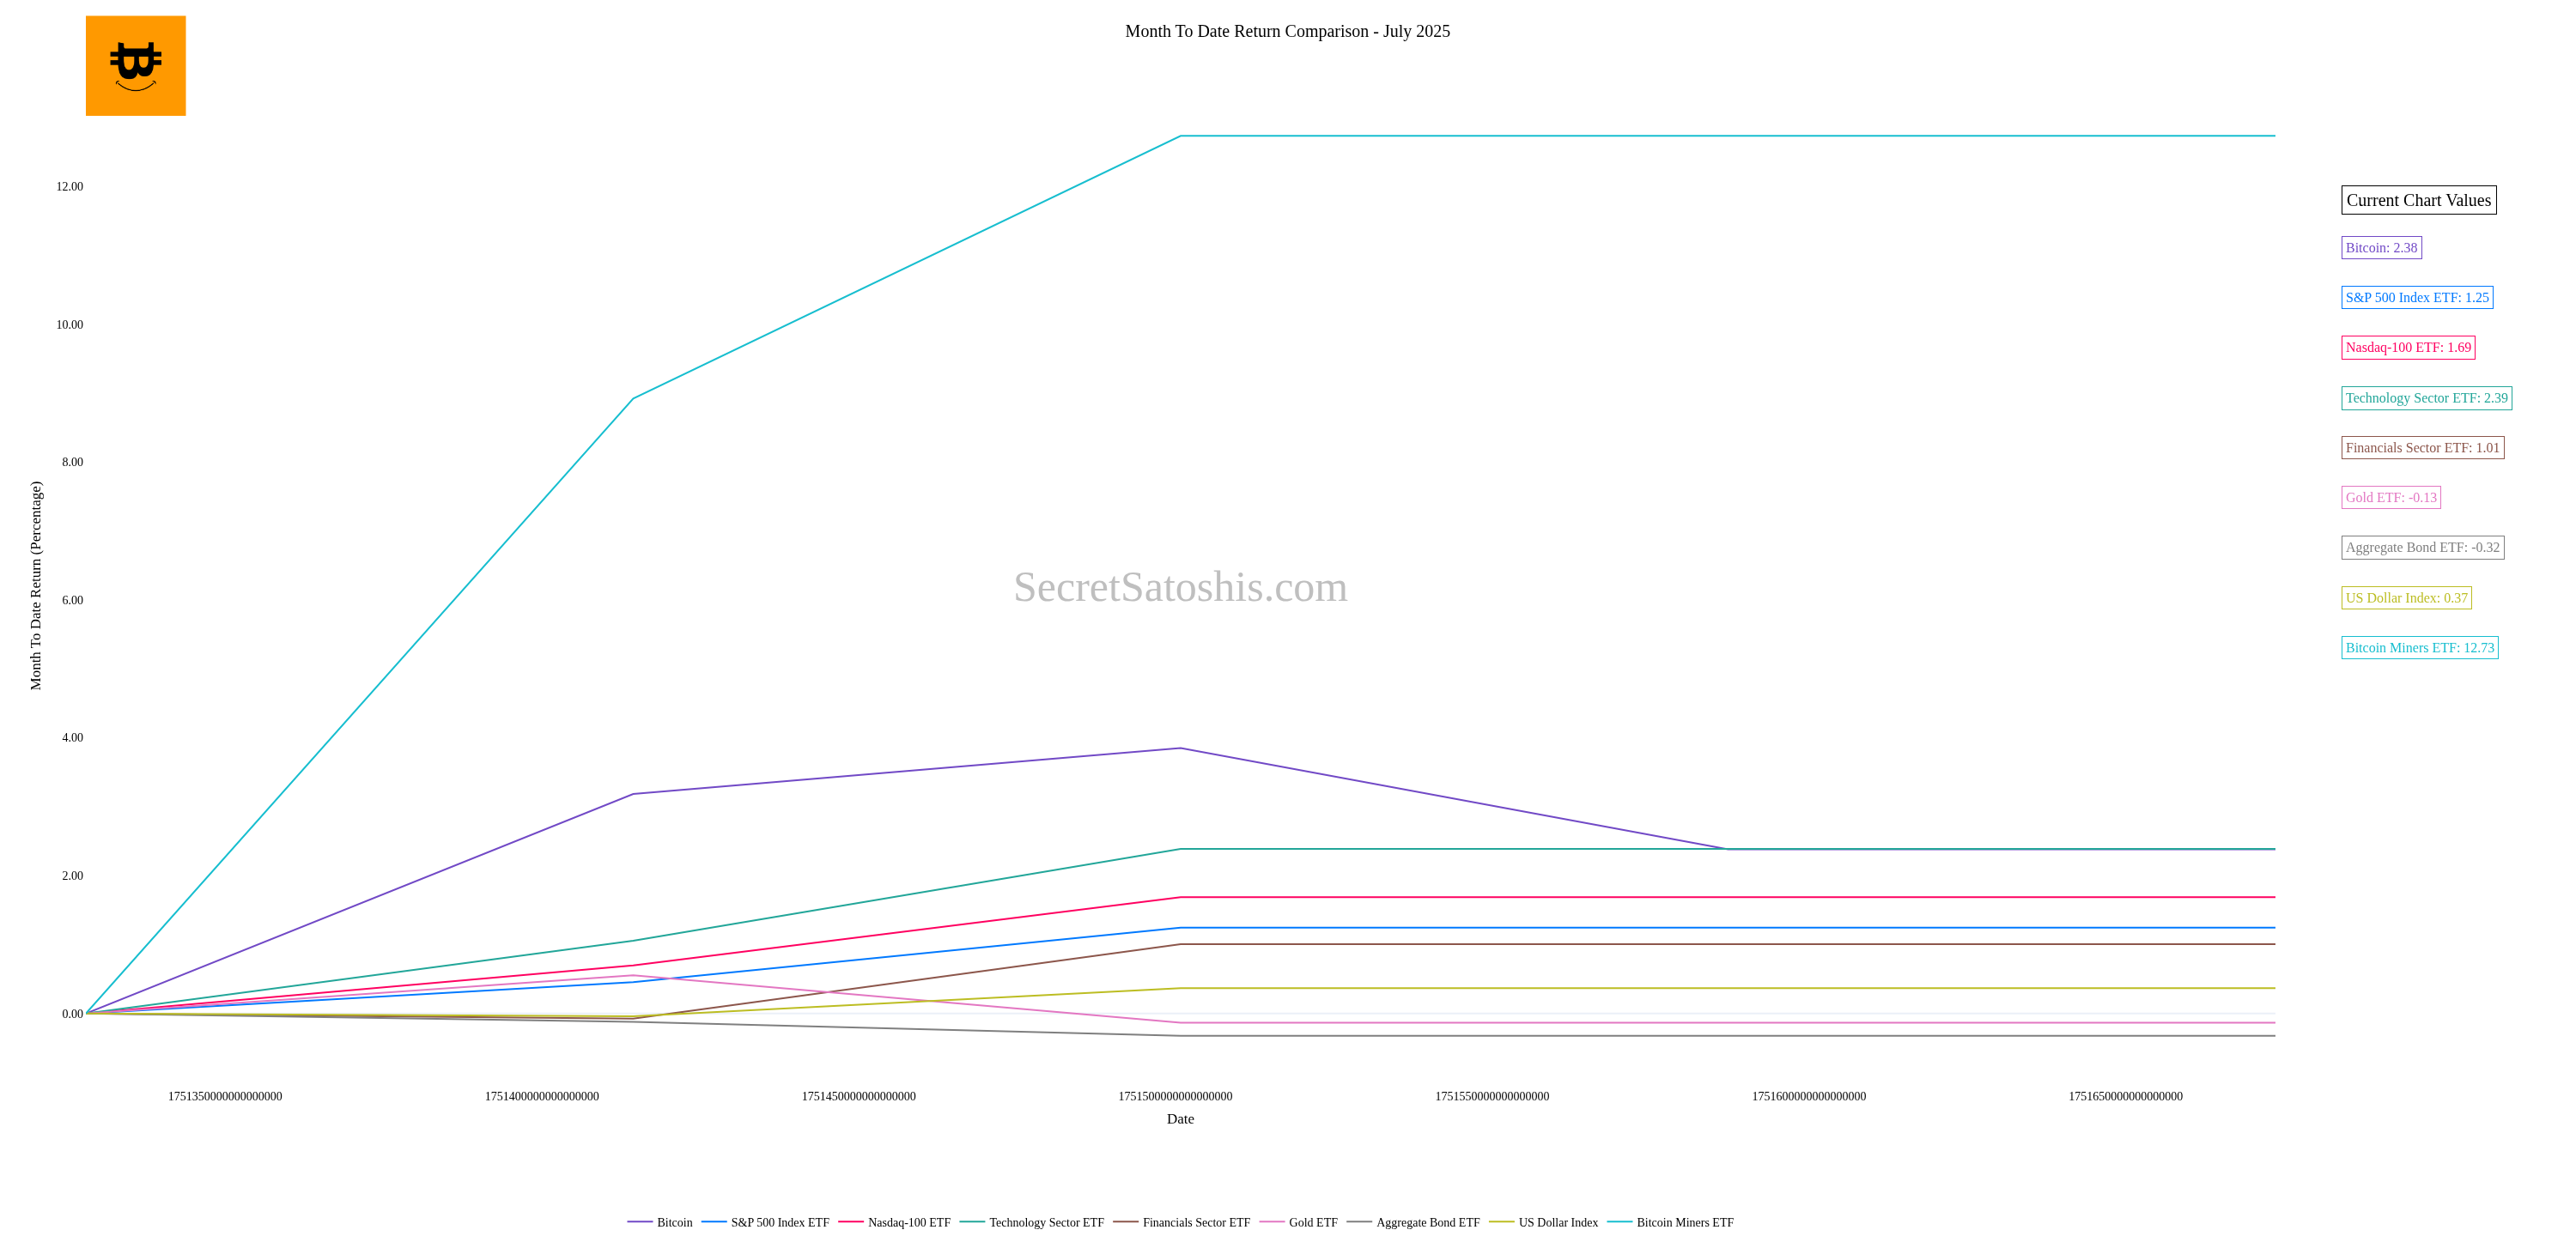 Month To Date Return Comparison - July 2025
12.00
10.00
8.00
6.00
4.00
2.00
0.00
Month To Date Return (Percentage)
SecretSatoshis.com
Current Chart Values
Bitcoin: 2.38
S&P 500 Index ETF: 1.25
Nasdaq-100 ETF: 1.69
Technology Sector ETF: 2.39
Financials Sector ETF: 1.01
Gold ETF: -0.13
Aggregate Bond ETF: -0.32
US Dollar Index: 0.37
Bitcoin Miners ETF: 12.73
1751350000000000000 1751400000000000000 1751450000000000000 1751500000000000000 1751550000000000000 1751600000000000000 1751650000000000000
Date
Bitcoin S&P 500 Index ETF Nasdaq-100 ETF Technology Sector ETF Financials Sector ETF Gold ETF Aggregate Bond ETF US Dollar Index Bitcoin Miners ETF